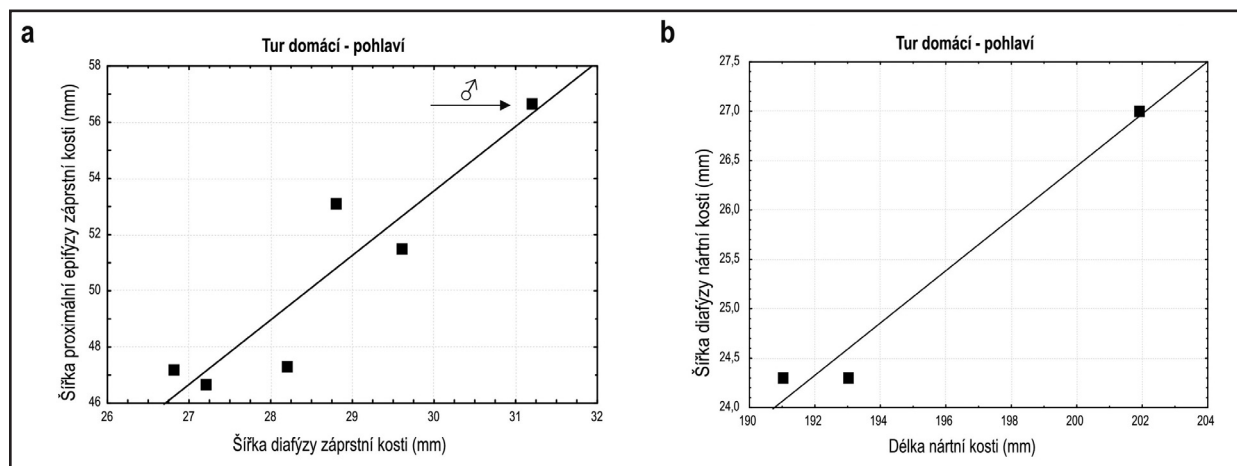 a
Tur domácí - pohlaví
Šířka proximální epifýzy záprstní kosti (mm)
58
56
54
52
50
48
46
♂
26 27 28 29 30 31 32
Šířka diafýzy záprstní kosti (mm)
b
Tur domácí - pohlaví
Šířka diafýzy nártní kosti (mm)
27,5
27,0
26,5
26,0
25,5
25,0
24,5
24,0
190 192 194 196 198 200 202 204
Délka nártní kosti (mm)